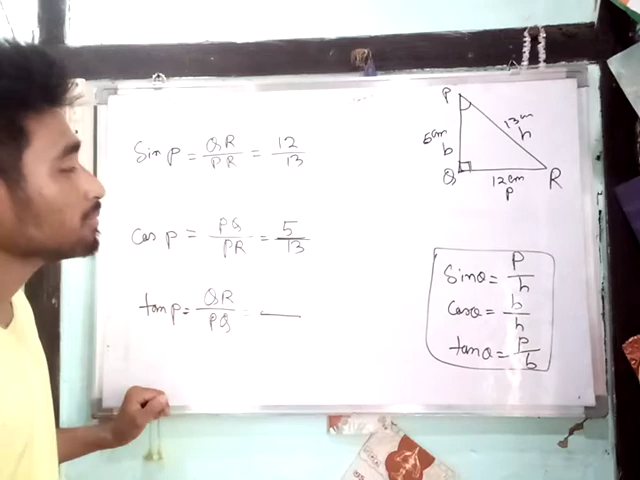 Sin P = QR/PR = 12/13
cos P = PQ/PR = 5/13
tan P = QR/PQ =
P
5cm
b
13cm
h
Q
12cm
P
R
Sinθ = P/h
cosθ = b/h
tanθ = P/b